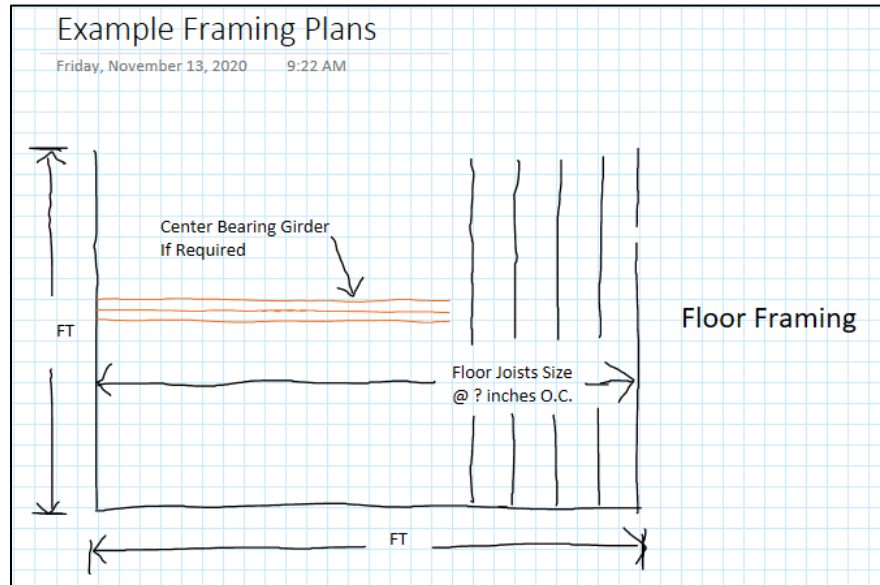 Example Framing Plans
Friday, November 13, 2020 9:22 AM
Center Bearing Girder
If Required
FT
Floor Framing
Floor Joists Size
@ ? inches O.C.
FT